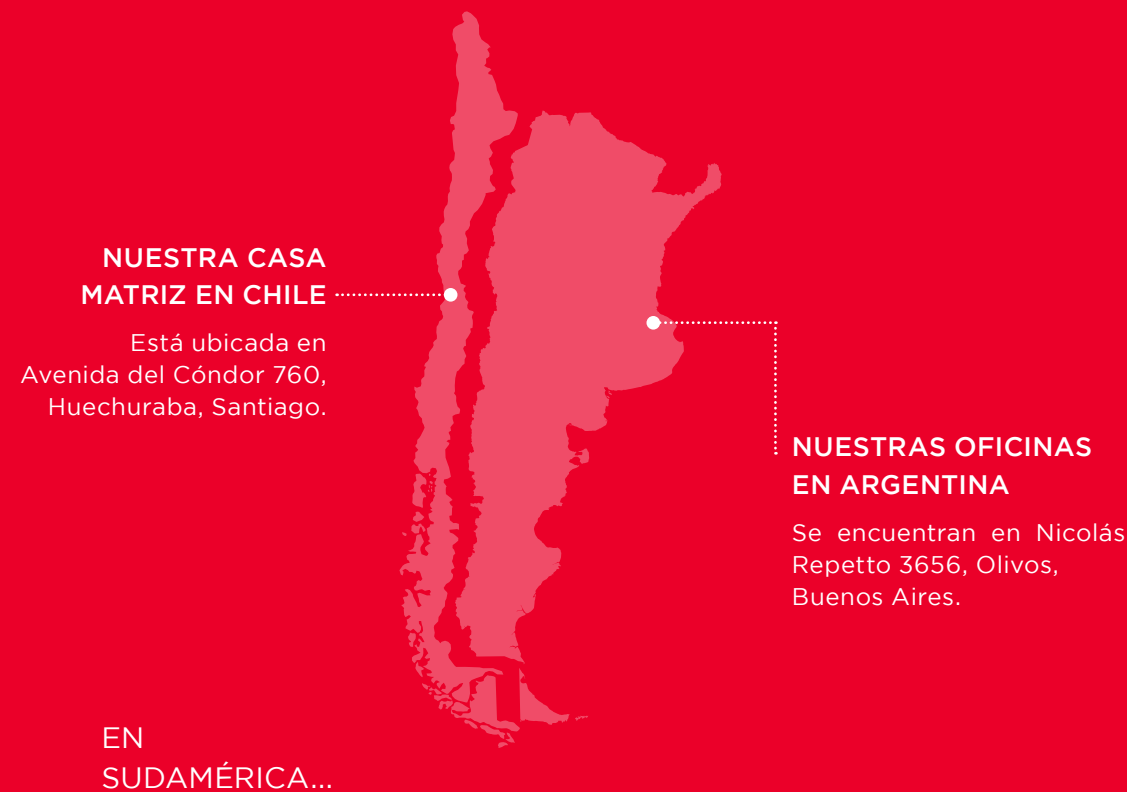 NUESTRA CASA
MATRIZ EN CHILE
Está ubicada en
Avenida del Cóndor 760,
Huechuraba, Santiago.
NUESTRAS OFICINAS
EN ARGENTINA
Se encuentran en Nicolás
Repetto 3656, Olivos,
Buenos Aires.
EN
SUDAMÉRICA...